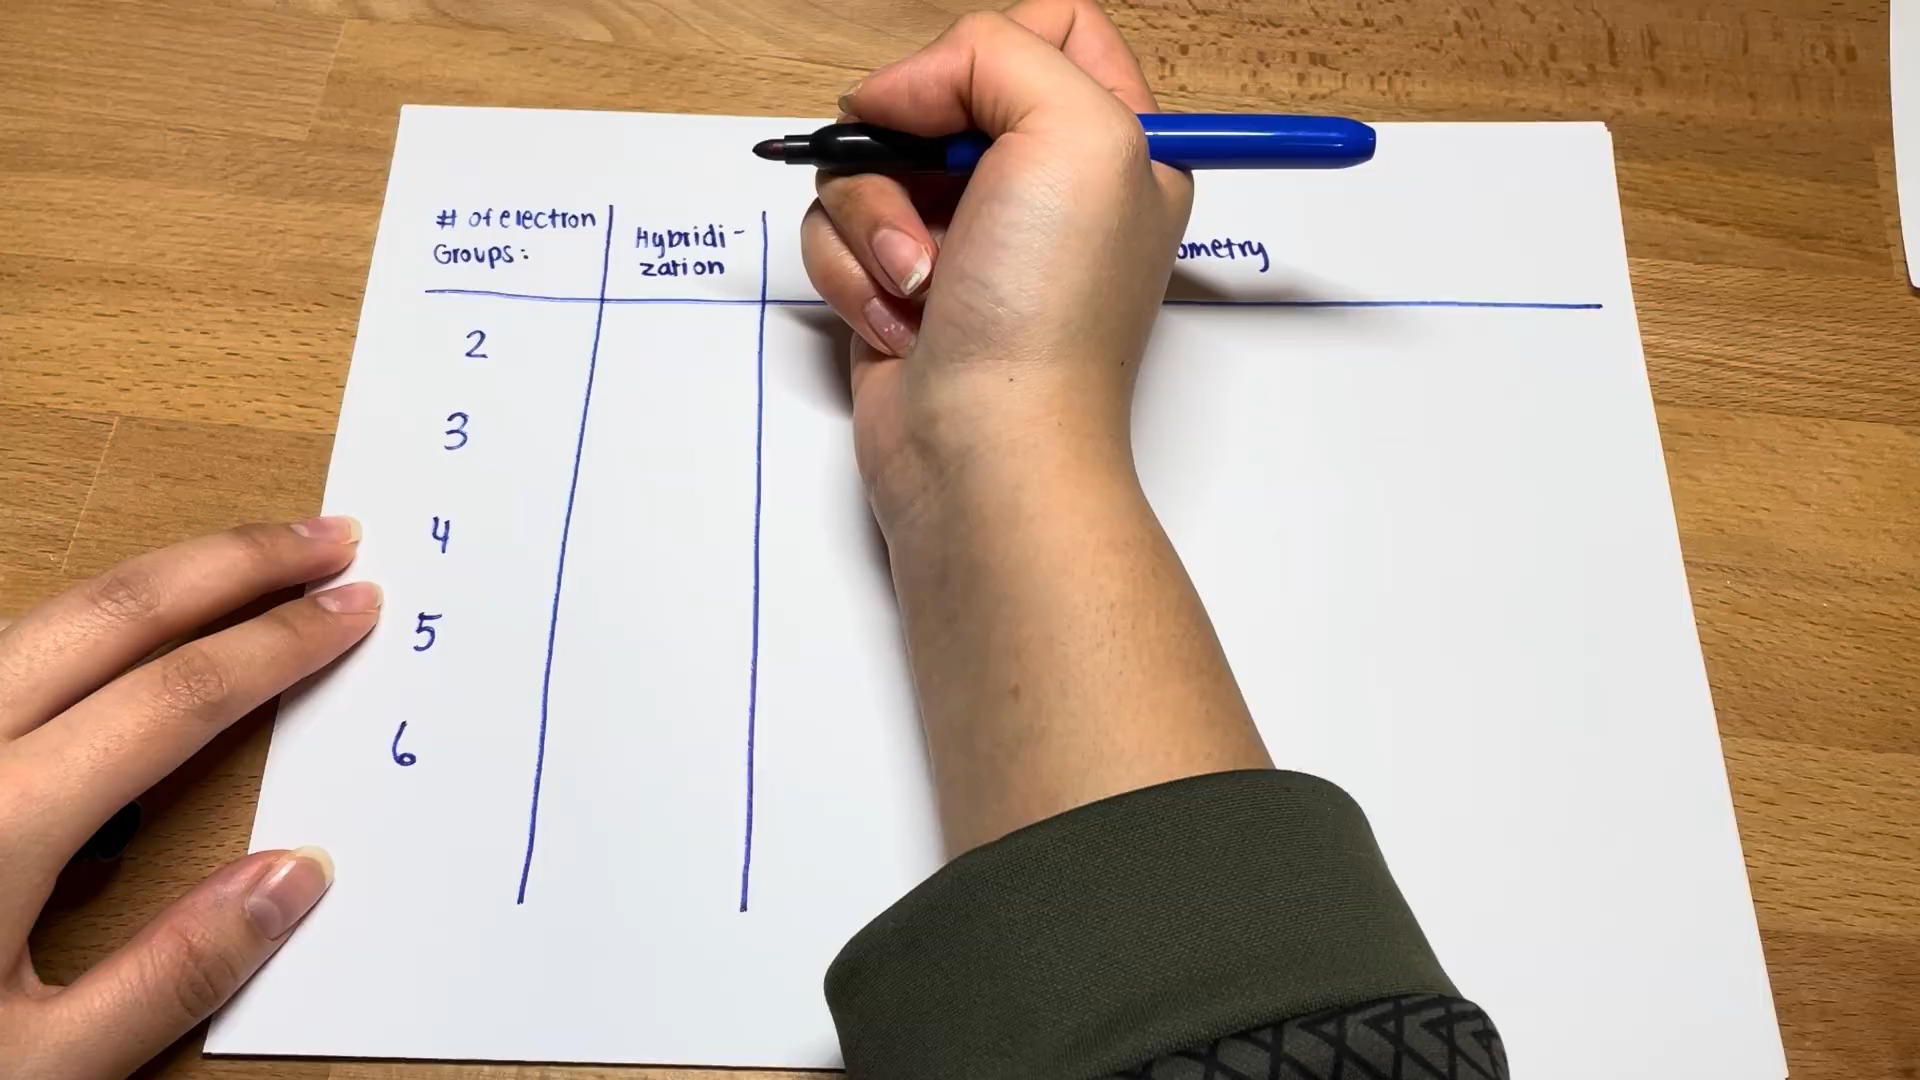 # of electron
Groups:
Hybridi-
zation
ometry
2
3
4
5
6